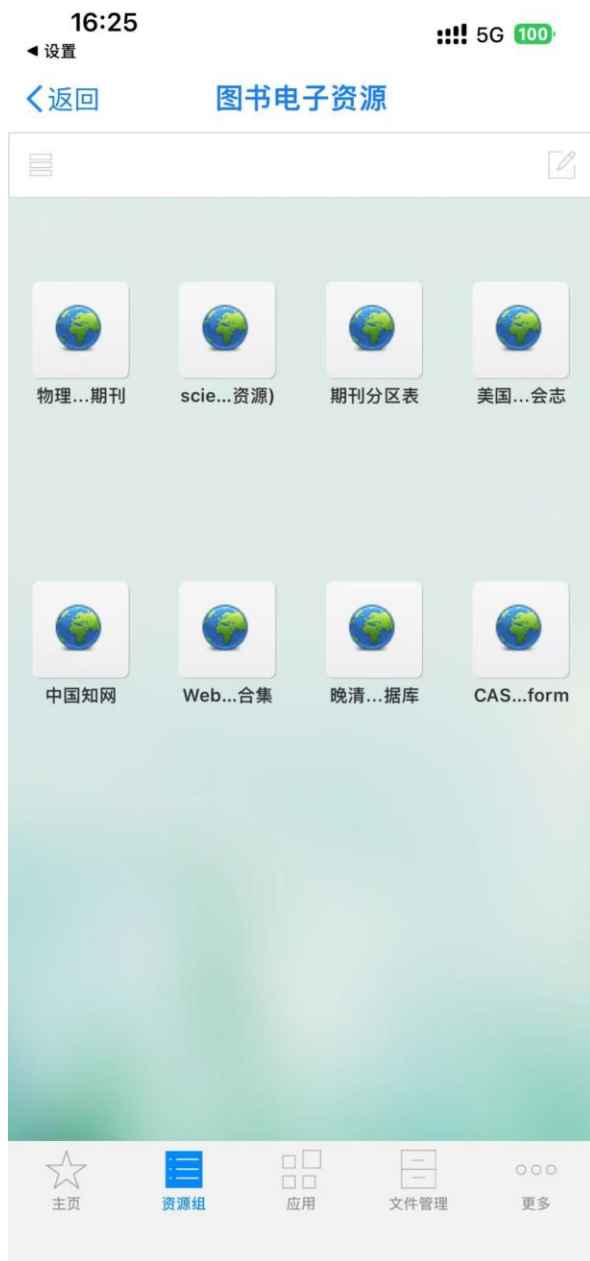 16:25
5G 100
◀ 设置
返回 图书电子资源
物理...期刊 scie...资源) 期刊分区表 美国...会志
中国知网 Web...合集 晚清...据库 CAS...form
主页 资源组 应用 文件管理 更多